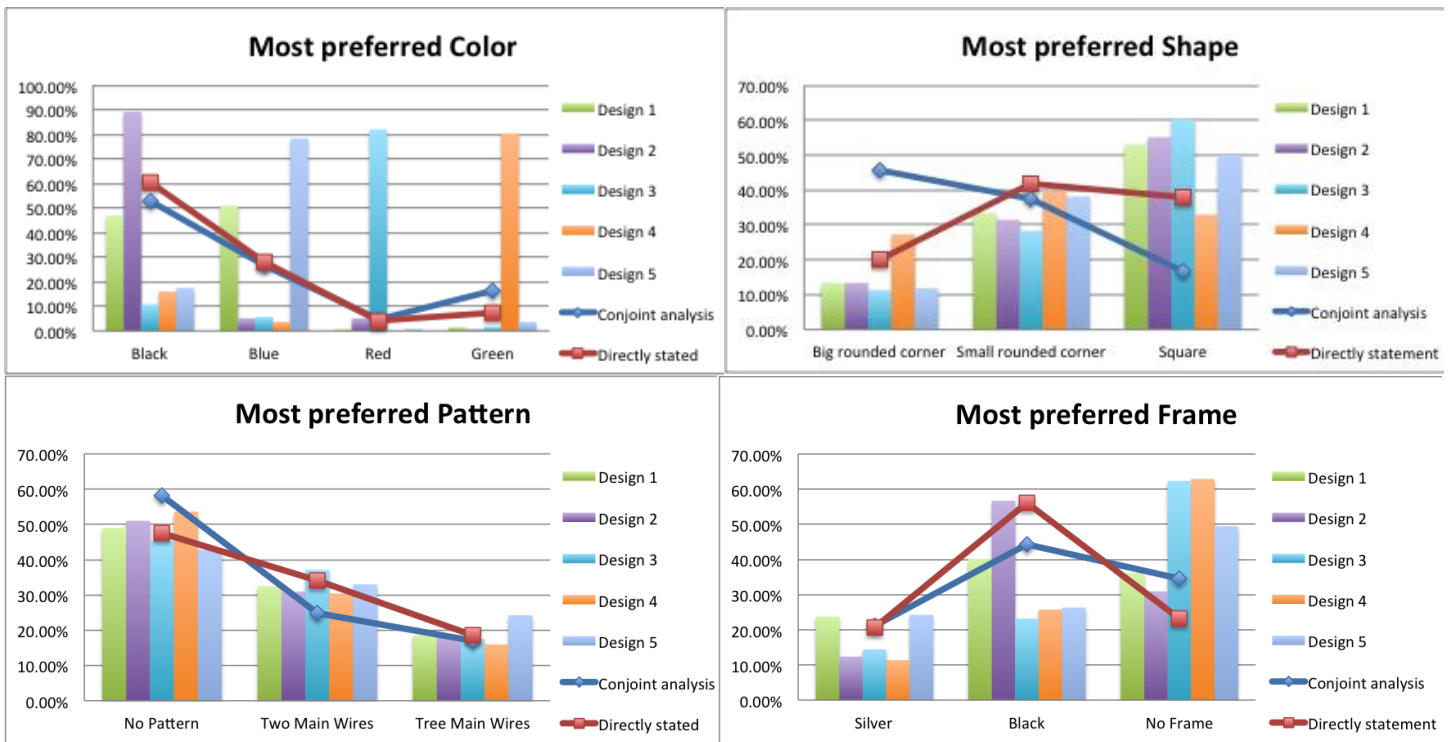 Most preferred Color
100.00%
90.00%
80.00%
70.00%
60.00%
50.00%
40.00%
30.00%
20.00%
10.00%
0.00%
Black Blue Red Green
Design 1
Design 2
Design 3
Design 4
Design 5
Conjoint analysis
Directly stated
Most preferred Shape
70.00%
60.00%
50.00%
40.00%
30.00%
20.00%
10.00%
0.00%
Big rounded corner Small rounded corner Square
Design 1
Design 2
Design 3
Design 4
Design 5
Conjoint analysis
Directly statement
Most preferred Pattern
70.00%
60.00%
50.00%
40.00%
30.00%
20.00%
10.00%
0.00%
No Pattern Two Main Wires Tree Main Wires
Design 1
Design 2
Design 3
Design 4
Design 5
Conjoint analysis
Directly stated
Most preferred Frame
70.00%
60.00%
50.00%
40.00%
30.00%
20.00%
10.00%
0.00%
Silver Black No Frame
Design 1
Design 2
Design 3
Design 4
Design 5
Conjoint analysis
Directly statement